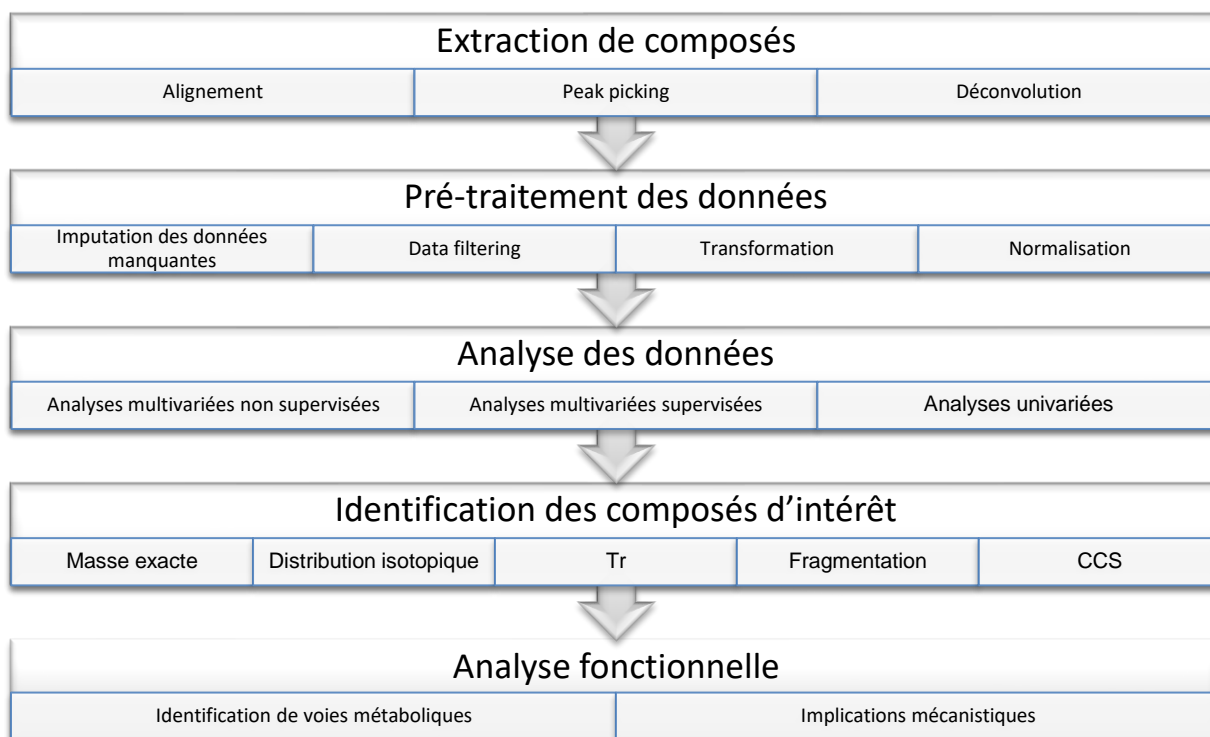 Extraction de composés
Alignement
Peak picking
Déconvolution
Pré-traitement des données
Imputation des données
manquantes
Data filtering
Transformation
Normalisation
Analyse des données
Analyses multivariées non supervisées
Analyses multivariées supervisées
Analyses univariées
Identification des composés d’intérêt
Masse exacte
Distribution isotopique
Tr
Fragmentation
CCS
Analyse fonctionnelle
Identification de voies métaboliques
Implications mécanistiques